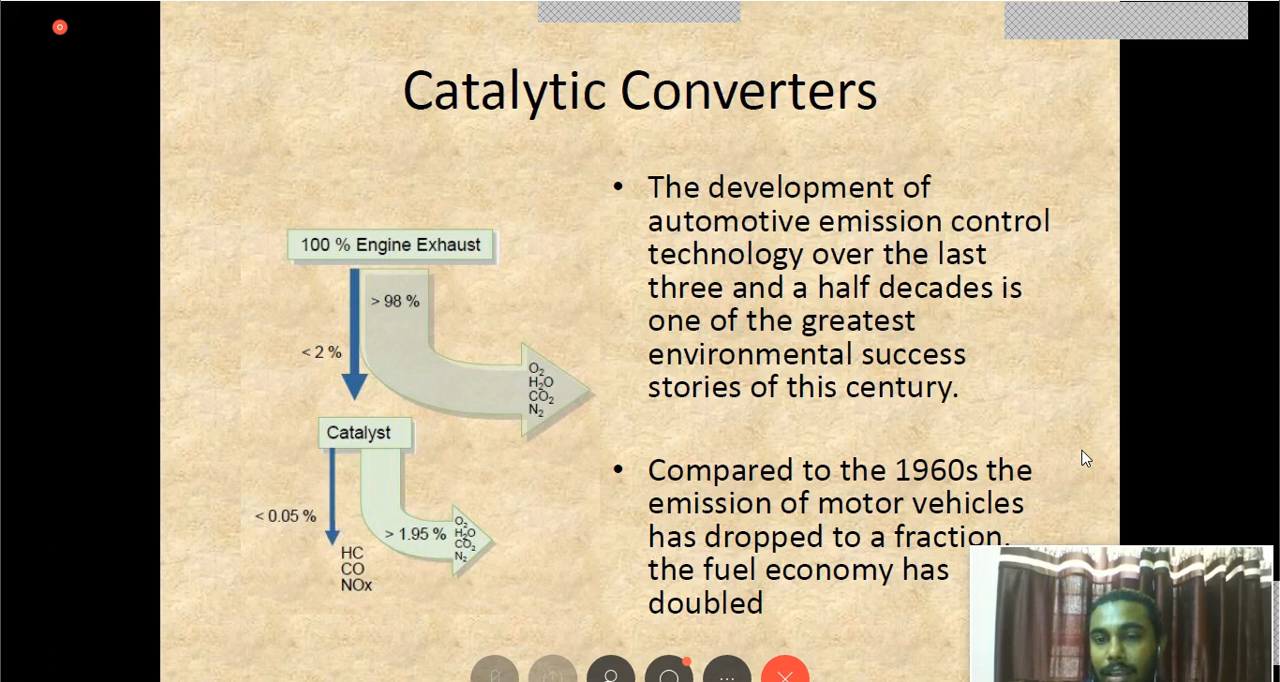 Catalytic Converters
100 % Engine Exhaust
> 98 %
< 2 %
O₂
H₂O
CO₂
N₂
Catalyst
< 0.05 %
> 1.95 %
O₂
H₂O
CO₂
N₂
HC
CO
NOx
• The development of
automotive emission control
technology over the last
three and a half decades is
one of the greatest
environmental success
stories of this century.
• Compared to the 1960s the
emission of motor vehicles
has dropped to a fraction,
the fuel economy has
doubled